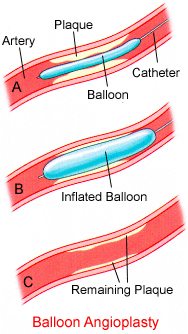 Plaque
Artery
Catheter
A
Balloon
B
Inflated Balloon
C
Remaining Plaque
Balloon Angioplasty